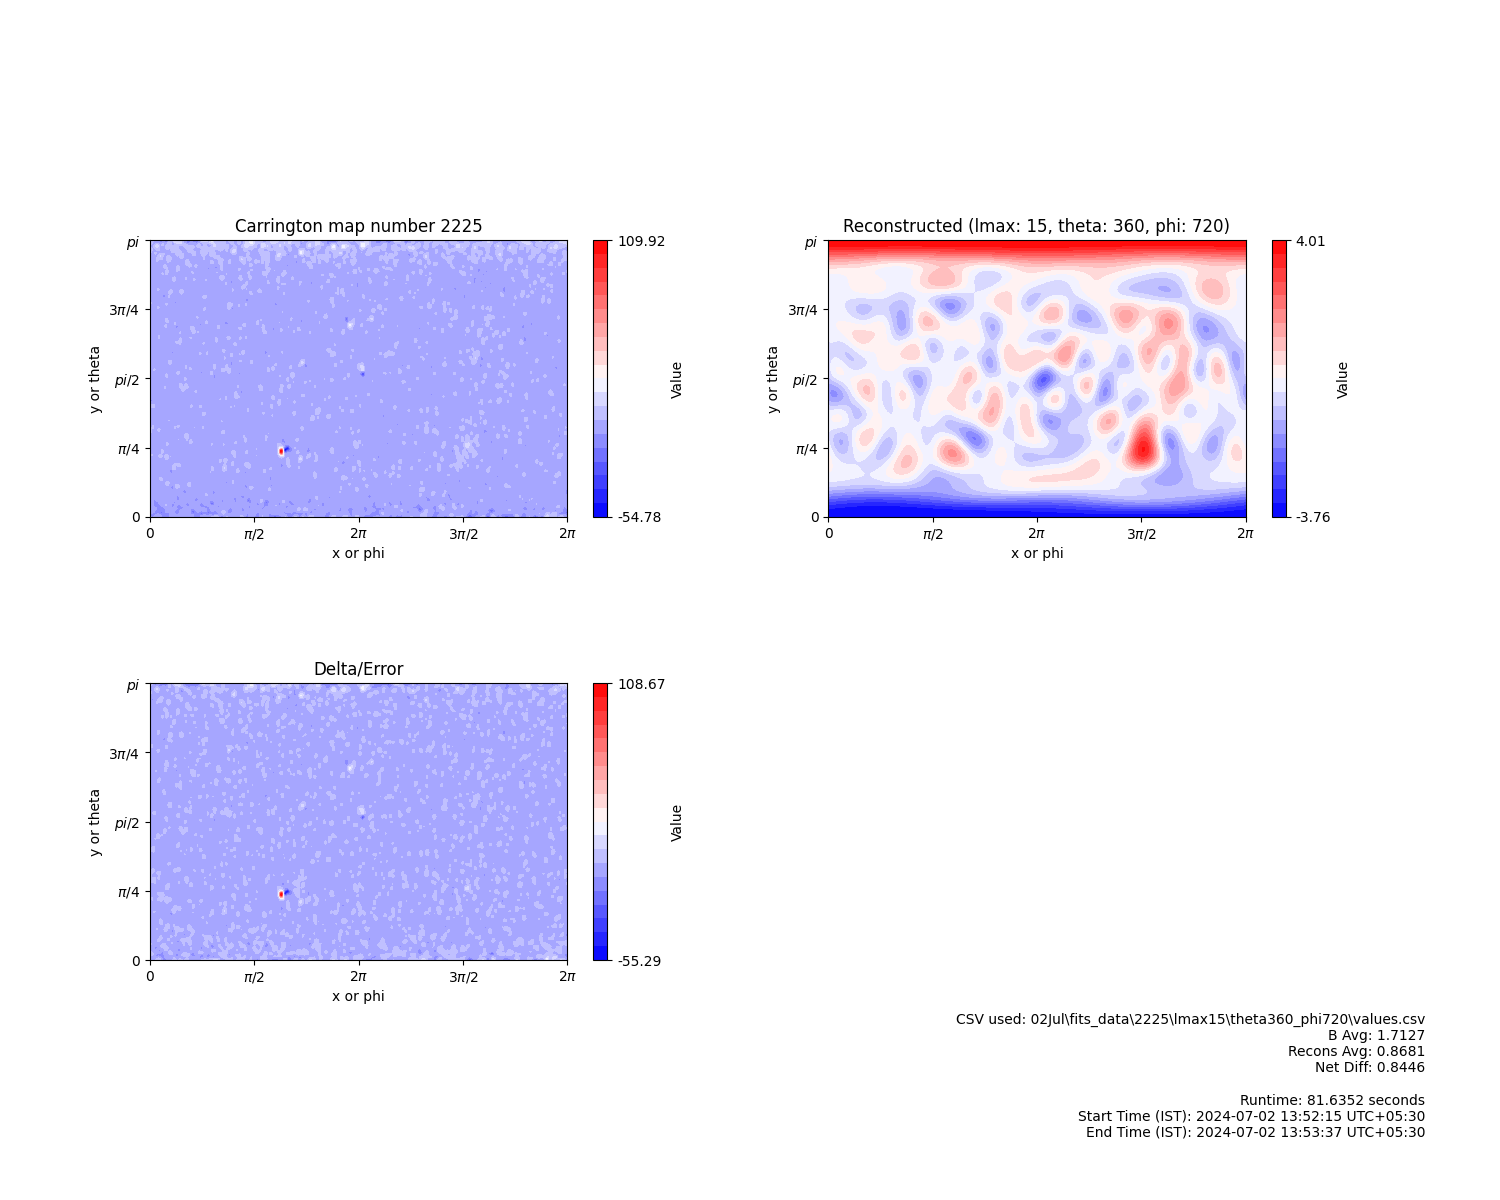 Carrington map number 2225
pi
3π/4
pi/2
π/4
0
y or theta
0
π/2
2π
3π/2
2π
x or phi
109.92
-54.78
Value
Reconstructed (lmax: 15, theta: 360, phi: 720)
pi
3π/4
pi/2
π/4
0
y or theta
0
π/2
2π
3π/2
2π
x or phi
4.01
-3.76
Value
Delta/Error
pi
3π/4
pi/2
π/4
0
y or theta
0
π/2
2π
3π/2
2π
x or phi
108.67
-55.29
Value
CSV used: 02Jul\fits_data\2225\lmax15\theta360_phi720\values.csv
B Avg: 1.7127
Recons Avg: 0.8681
Net Diff: 0.8446
Runtime: 81.6352 seconds
Start Time (IST): 2024-07-02 13:52:15 UTC+05:30
End Time (IST): 2024-07-02 13:53:37 UTC+05:30